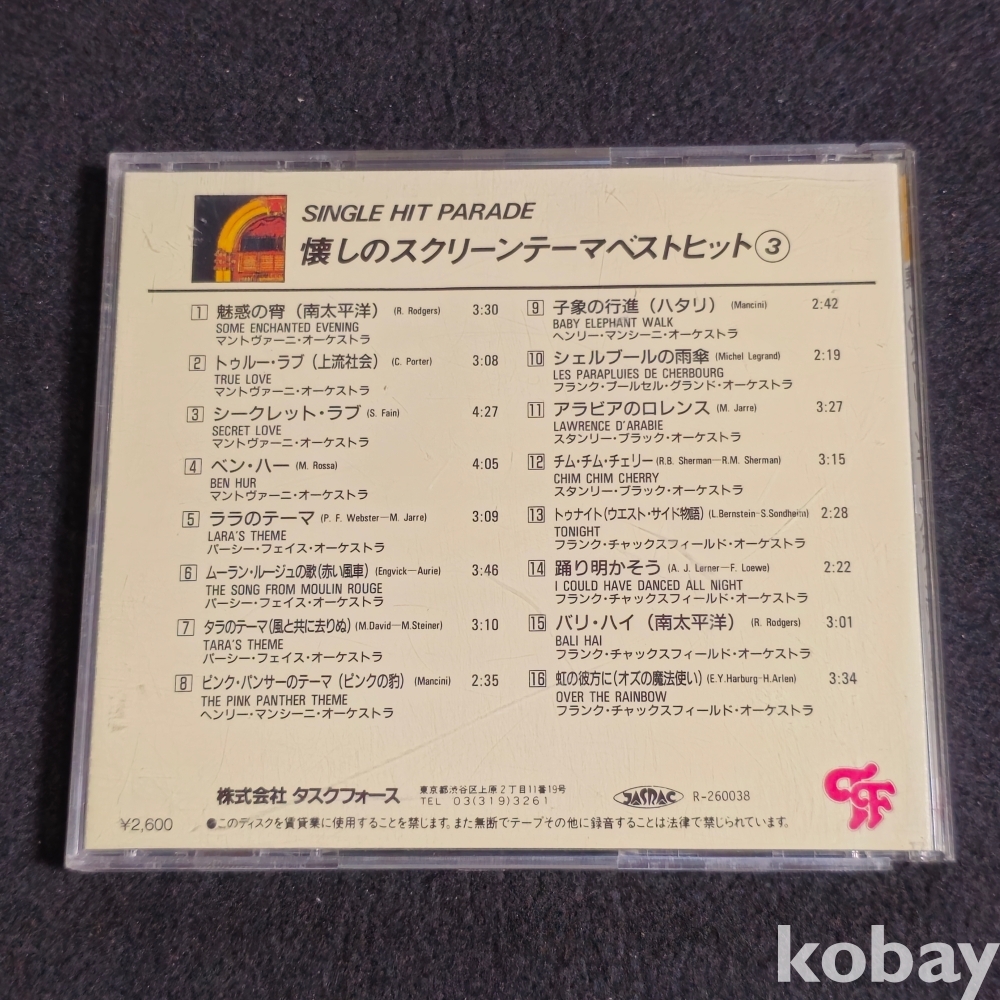 SINGLE HIT PARADE
懐しのスクリーンテーマベストヒット③
1 魅惑の宵（南太平洋） (R. Rodgers) 3:30
SOME ENCHANTED EVENING
マントヴァーニ・オーケストラ
2 トゥルー・ラブ（上流社会） (C. Porter) 3:08
TRUE LOVE
マントヴァーニ・オーケストラ
3 シークレット・ラブ (S. Fain) 4:27
SECRET LOVE
マントヴァーニ・オーケストラ
4 ベン・ハー (M. Rossa) 4:05
BEN HUR
マントヴァーニ・オーケストラ
5 ララのテーマ (P. F. Webster—M. Jarre) 3:09
LARA'S THEME
パーシー・フェイス・オーケストラ
6 ムーラン・ルージュの歌(赤い風車) (Engvick—Aurie) 3:46
THE SONG FROM MOULIN ROUGE
パーシー・フェイス・オーケストラ
7 タラのテーマ(風と共に去りぬ) (M.David—M.Steiner) 3:10
TARA'S THEME
パーシー・フェイス・オーケストラ
8 ピンク・パンサーのテーマ（ピンクの豹） (Mancini) 2:35
THE PINK PANTHER THEME
ヘンリー・マンシーニ・オーケストラ
9 子象の行進（ハタリ） (Mancini) 2:42
BABY ELEPHANT WALK
ヘンリー・マンシーニ・オーケストラ
10 シェルブールの雨傘 (Michel Legrand) 2:19
LES PARAPLUIES DE CHERBOURG
フランク・プールセル・グランド・オーケストラ
11 アラビアのロレンス (M. Jarre) 3:27
LAWRENCE D'ARABIE
スタンリー・ブラック・オーケストラ
12 チム・チム・チェリー (R.B. Sherman—R.M. Sherman) 3:15
CHIM CHIM CHERRY
スタンリー・ブラック・オーケストラ
13 トゥナイト(ウエスト・サイド物語) (L.Bernstein-S.Sondheim) 2:28
TONIGHT
フランク・チャックスフィールド・オーケストラ
14 踊り明かそう (A. J. Lerner—F. Loewe) 2:22
I COULD HAVE DANCED ALL NIGHT
フランク・チャックスフィールド・オーケストラ
15 バリ・ハイ（南太平洋） (R. Rodgers) 3:01
BALI HAI
フランク・チャックスフィールド・オーケストラ
16 虹の彼方に(オズの魔法使い) (E.Y.Harburg-H.Arlen) 3:34
OVER THE RAINBOW
フランク・チャックスフィールド・オーケストラ
株式会社 タスクフォース 東京都渋谷区上原2丁目11番19号
TEL 03(319)3261
JASRAC R-260038
¥2,600 ●このディスクを賃貸業に使用することを禁じます。また無断でテープその他に録音することは法律で禁じられています。
kobay